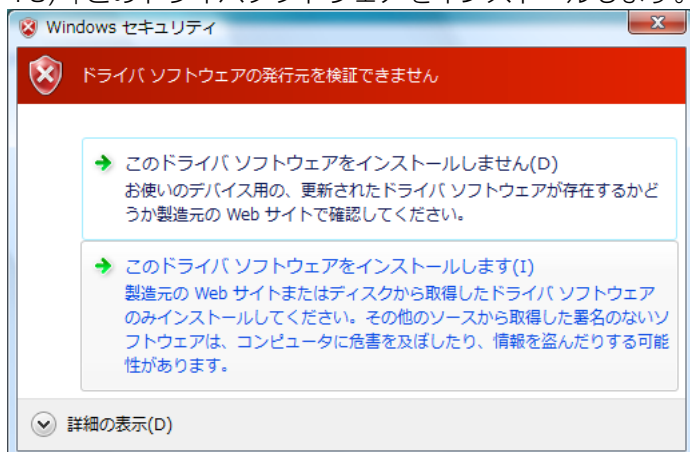 Windows セキュリティ
ドライバ ソフトウェアの発行元を検証できません
このドライバ ソフトウェアをインストールしません(D)
お使いのデバイス用の、更新されたドライバ ソフトウェアが存在するかど
うか製造元の Web サイトで確認してください。
このドライバ ソフトウェアをインストールします(I)
製造元の Web サイトまたはディスクから取得したドライバ ソフトウェア
のみインストールしてください。その他のソースから取得した署名のないソ
フトウェアは、コンピュータに危害を及ぼしたり、情報を盗んだりする可能
性があります。
詳細の表示(D)